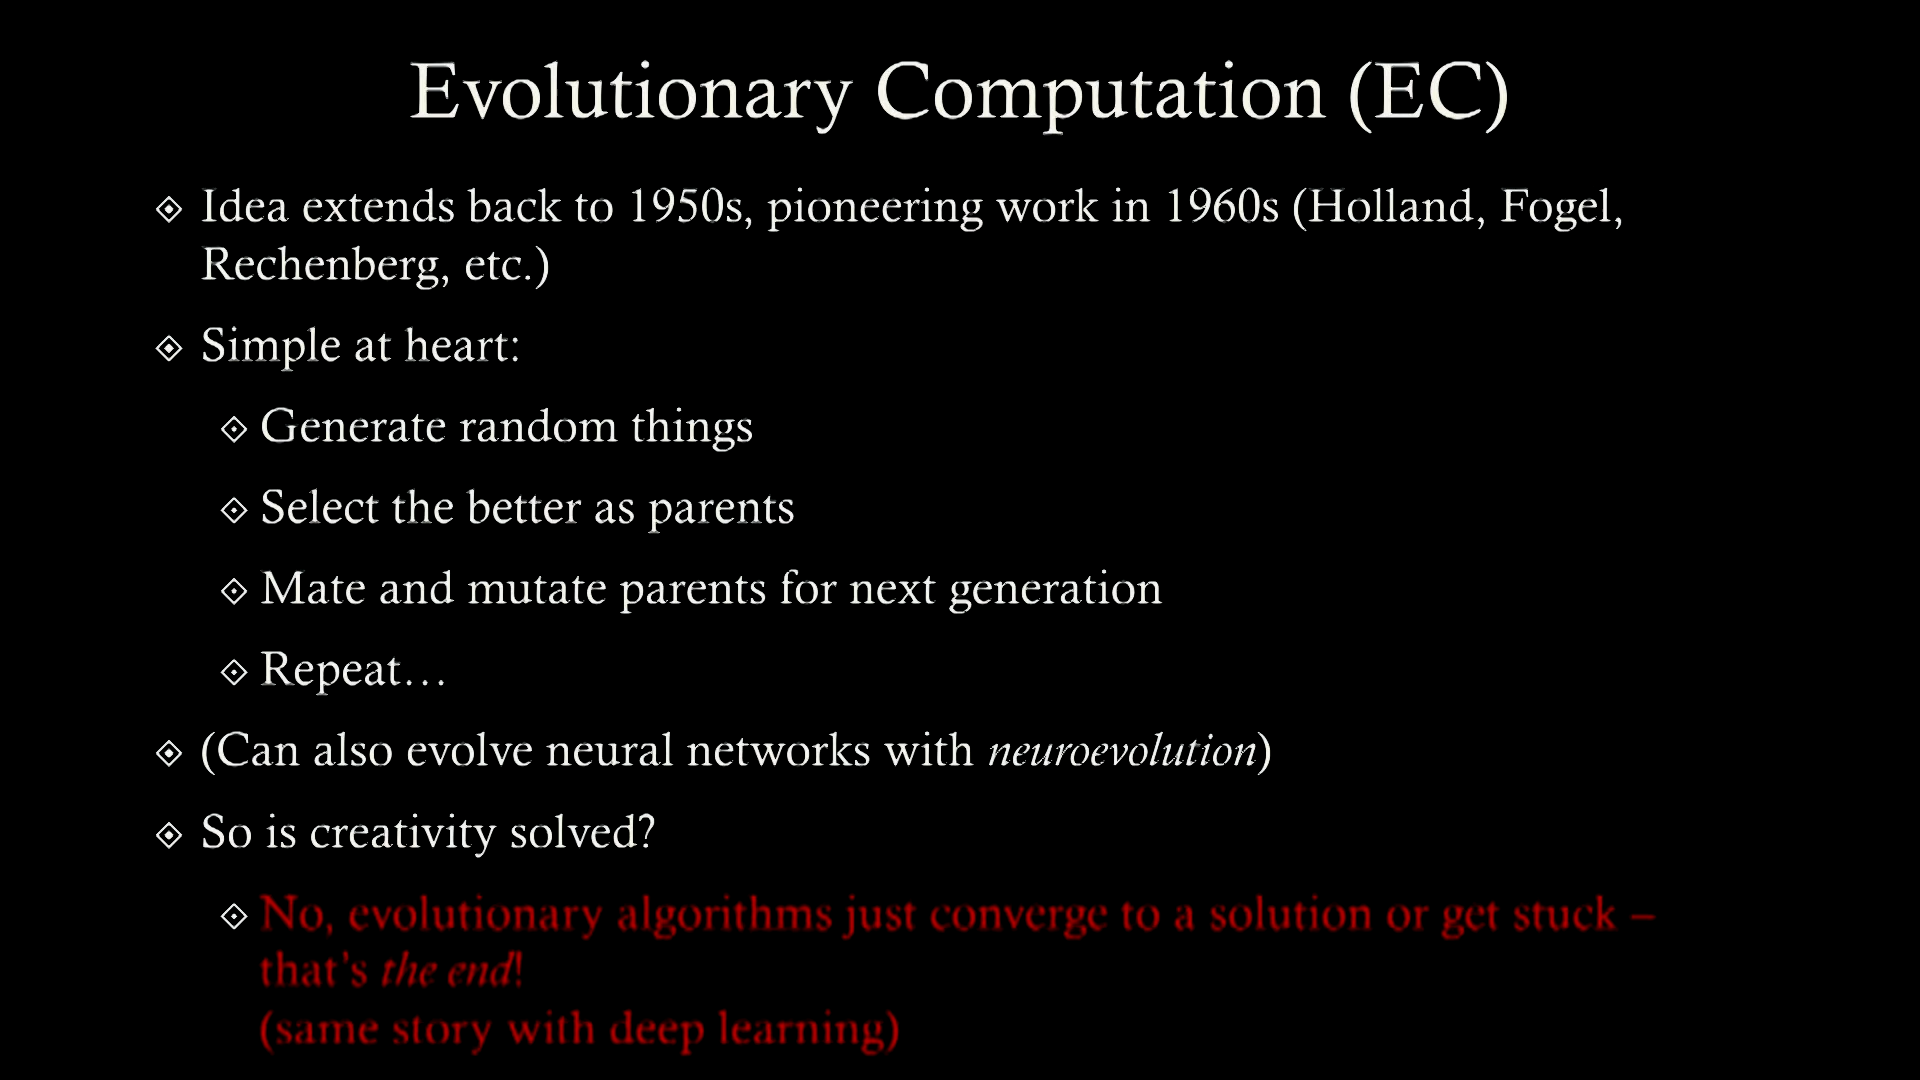 Evolutionary Computation (EC)
Idea extends back to 1950s, pioneering work in 1960s (Holland, Fogel,
Rechenberg, etc.)
Simple at heart:
Generate random things
Select the better as parents
Mate and mutate parents for next generation
Repeat…
(Can also evolve neural networks with neuroevolution)
So is creativity solved?
No, evolutionary algorithms just converge to a solution or get stuck –
that's the end!
(same story with deep learning)